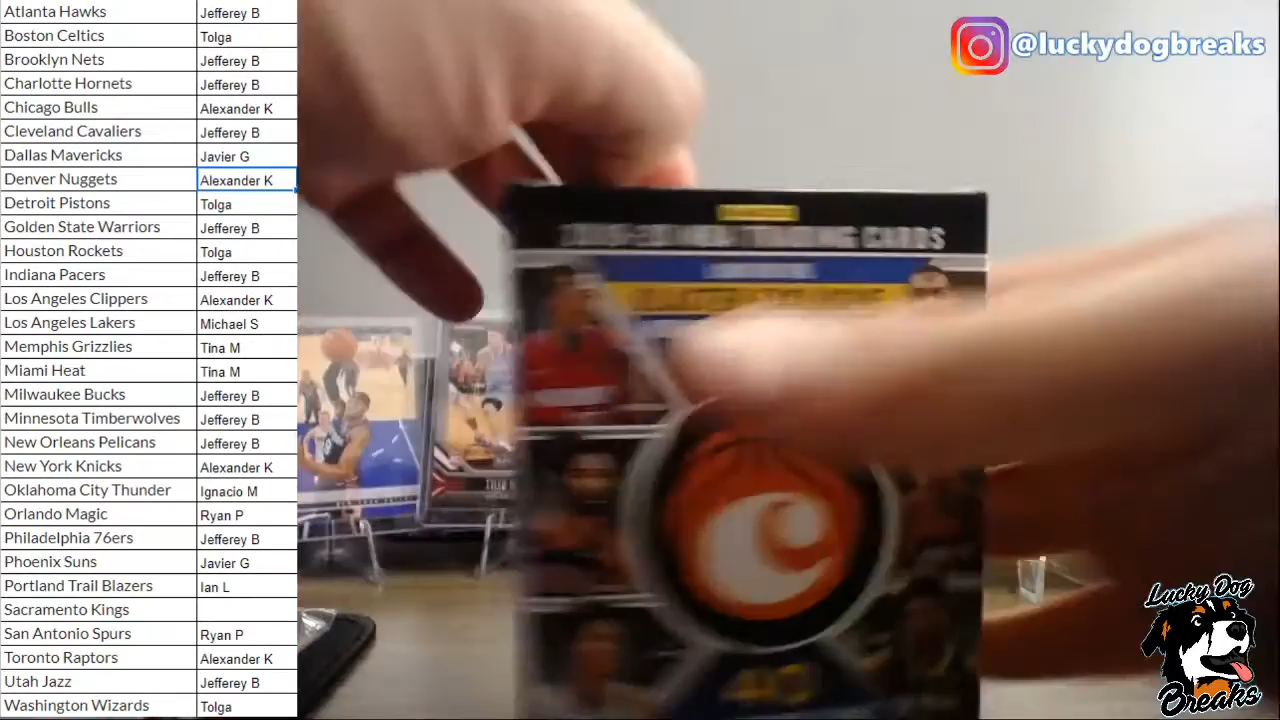 Atlanta Hawks Jefferey B
Boston Celtics Tolga
Brooklyn Nets Jefferey B
Charlotte Hornets Jefferey B
Chicago Bulls Alexander K
Cleveland Cavaliers Jefferey B
Dallas Mavericks Javier G
Denver Nuggets Alexander K
Detroit Pistons Tolga
Golden State Warriors Jefferey B
Houston Rockets Tolga
Indiana Pacers Jefferey B
Los Angeles Clippers Alexander K
Los Angeles Lakers Michael S
Memphis Grizzlies Tina M
Miami Heat Tina M
Milwaukee Bucks Jefferey B
Minnesota Timberwolves Jefferey B
New Orleans Pelicans Jefferey B
New York Knicks Alexander K
Oklahoma City Thunder Ignacio M
Orlando Magic Ryan P
Philadelphia 76ers Jefferey B
Phoenix Suns Javier G
Portland Trail Blazers Ian L
Sacramento Kings
San Antonio Spurs Ryan P
Toronto Raptors Alexander K
Utah Jazz Jefferey B
Washington Wizards Tolga
@luckydogbreaks
NBA TRADING CARDS
Lucky Dog
Breaks